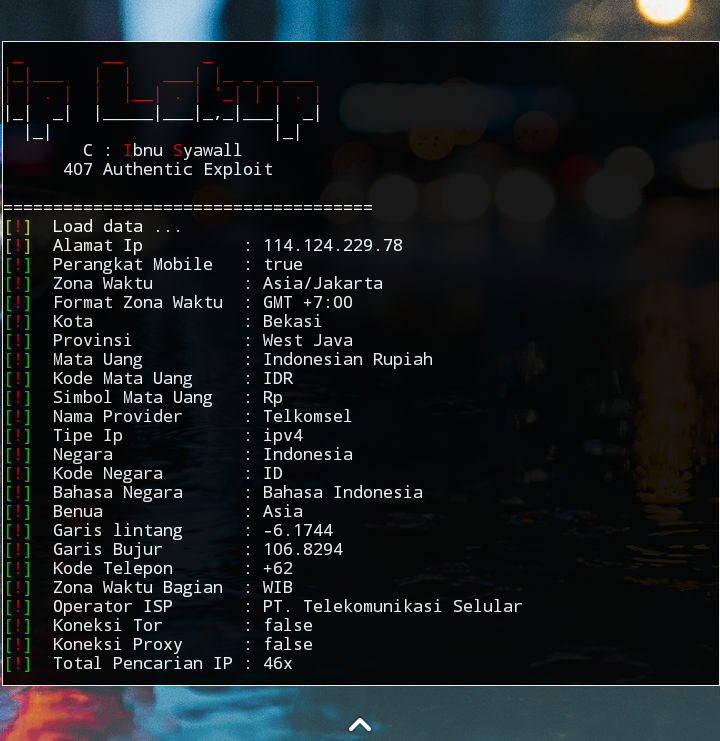 ip Lookup
C : Ibnu Syawall
407 Authentic Exploit
=====================================
[!] Load data ...
[!] Alamat Ip : 114.124.229.78
[!] Perangkat Mobile : true
[!] Zona Waktu : Asia/Jakarta
[!] Format Zona Waktu : GMT +7:00
[!] Kota : Bekasi
[!] Provinsi : West Java
[!] Mata Uang : Indonesian Rupiah
[!] Kode Mata Uang : IDR
[!] Simbol Mata Uang : Rp
[!] Nama Provider : Telkomsel
[!] Tipe Ip : ipv4
[!] Negara : Indonesia
[!] Kode Negara : ID
[!] Bahasa Negara : Bahasa Indonesia
[!] Benua : Asia
[!] Garis lintang : -6.1744
[!] Garis Bujur : 106.8294
[!] Kode Telepon : +62
[!] Zona Waktu Bagian : WIB
[!] Operator ISP : PT. Telekomunikasi Selular
[!] Koneksi Tor : false
[!] Koneksi Proxy : false
[!] Total Pencarian IP : 46x